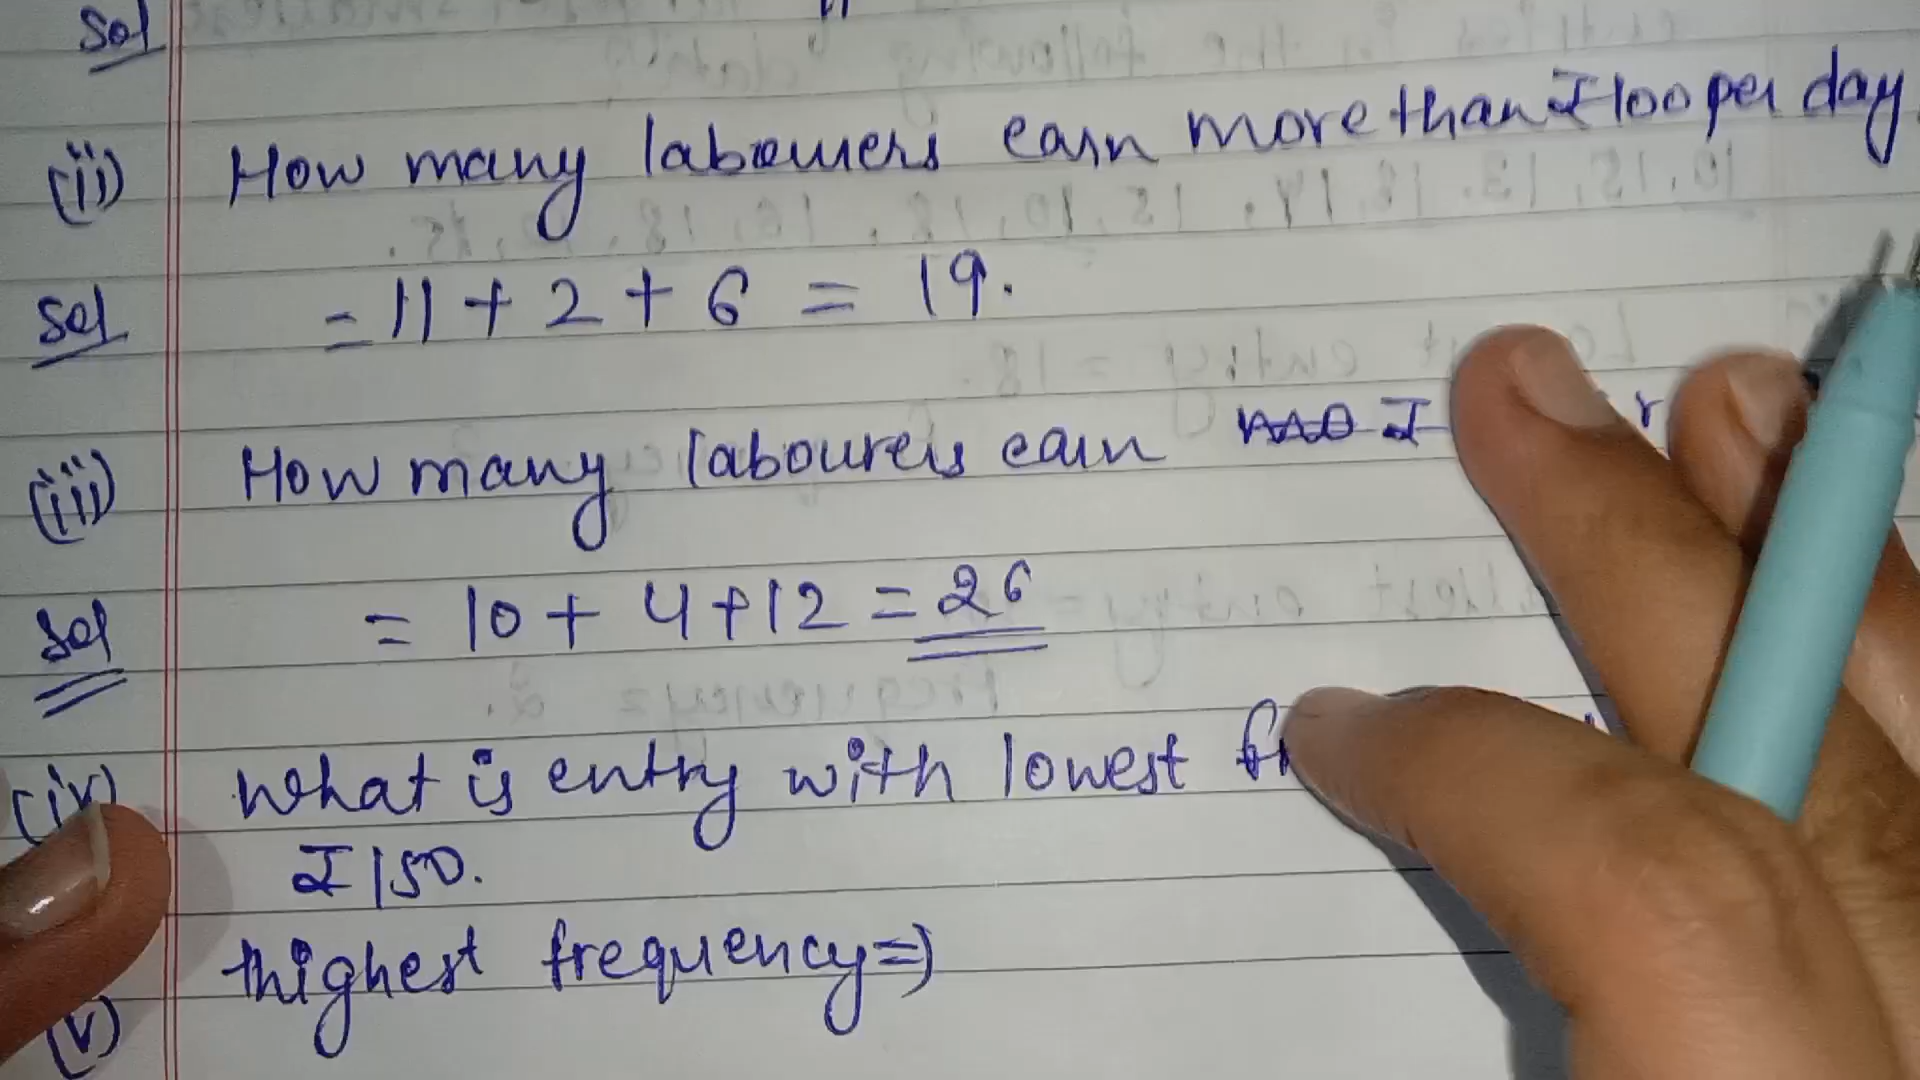 Sol
(ii) How many labourers earn more than ₹100 per day
Sol = 11 + 2 + 6 = 19.
(iii) How many labourers earn
Sol = 10 + 4 + 12 = 26
(iv) What is entry with lowest
₹150.
(v) highest frequency =)